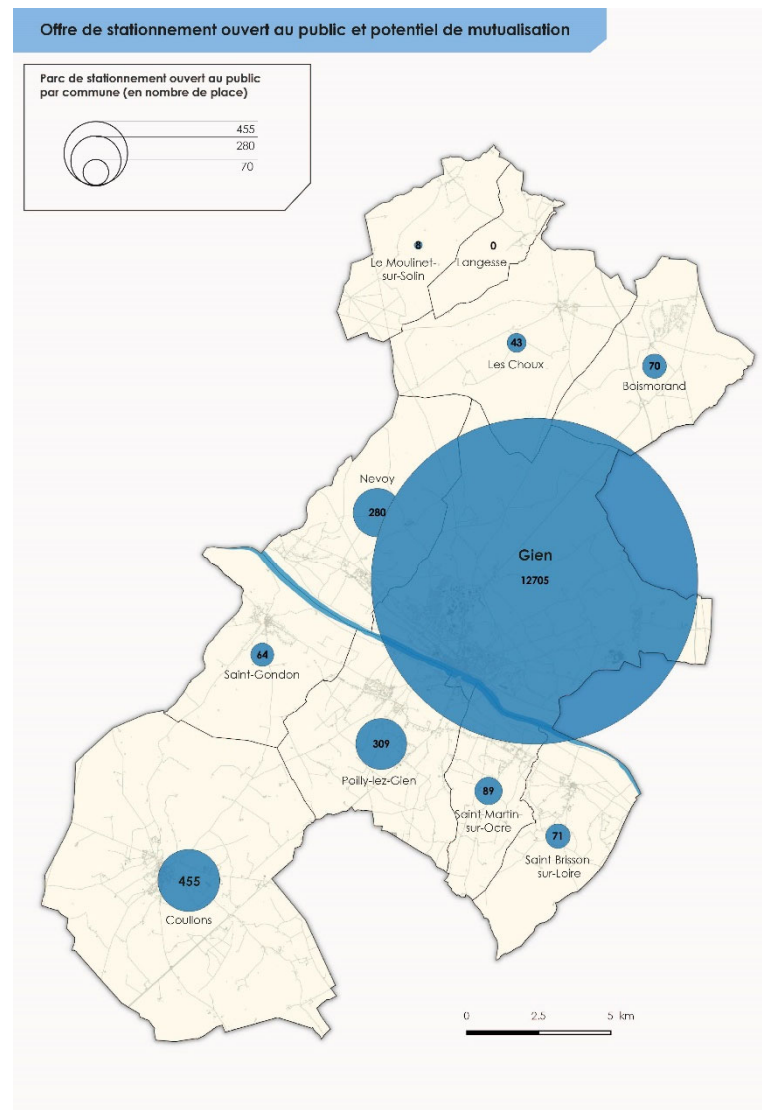 Offre de stationnement ouvert au public et potentiel de mutualisation
Parc de stationnement ouvert au public
par commune (en nombre de place)
455
280
70
8
Le Moulinet-
sur-Solin
0
Langesse
43
Les Choux
70
Boismorand
Nevoy
280
Gien
12705
64
Saint-Gondon
309
Poilly-lez-Gien
89
Saint-Martin
sur-Ocre
71
Saint Brisson
sur-Loire
455
Coullons
0 2.5 5 km